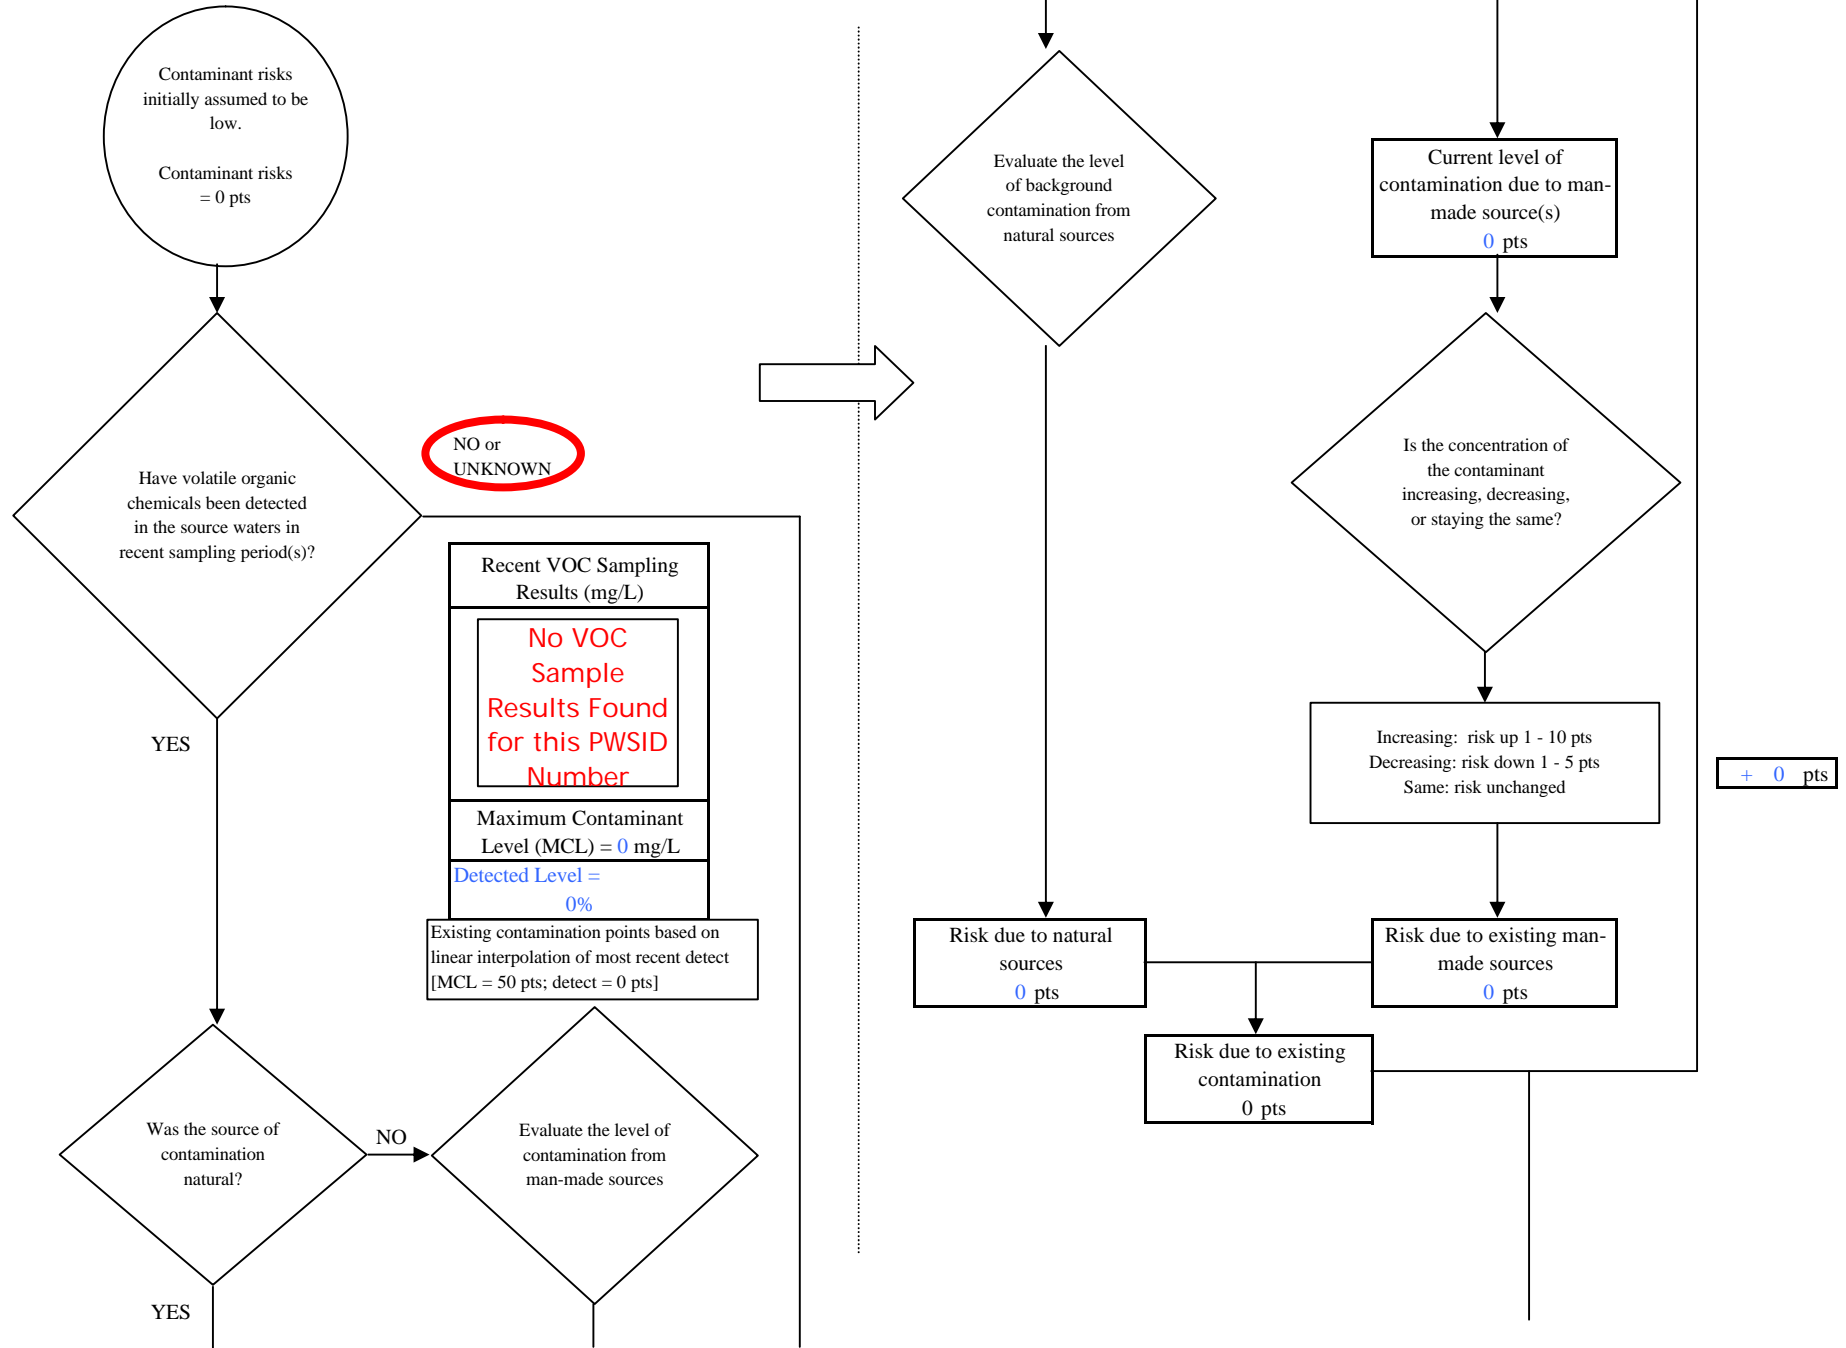 Contaminant risks
initially assumed to be
low.
Contaminant risks
= 0 pts
Have volatile organic
chemicals been detected
in the source waters in
recent sampling period(s)?
NO or
UNKNOWN
YES
Recent VOC Sampling
Results (mg/L)
No VOC
Sample
Results Found
for this PWSID
Number
Maximum Contaminant
Level (MCL) = 0 mg/L
Detected Level =
0%
Existing contamination points based on
linear interpolation of most recent detect
[MCL = 50 pts; detect = 0 pts]
Was the source of
contamination
natural?
NO
Evaluate the level of
contamination from
man-made sources
YES
Evaluate the level
of background
contamination from
natural sources
Current level of
contamination due to man-
made source(s)
0 pts
Is the concentration of
the contaminant
increasing, decreasing,
or staying the same?
Increasing: risk up 1 - 10 pts
Decreasing: risk down 1 - 5 pts
Same: risk unchanged
+ 0 pts
Risk due to natural
sources
0 pts
Risk due to existing man-
made sources
0 pts
Risk due to existing
contamination
0 pts